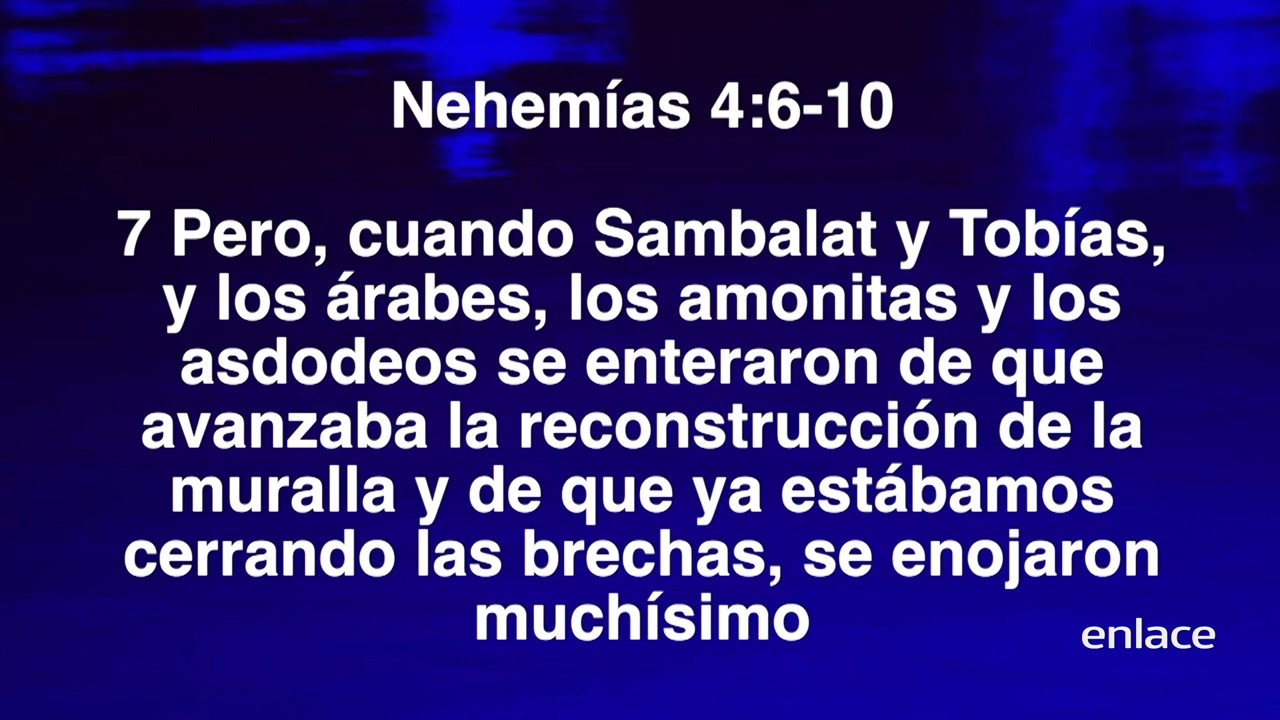 Nehemías 4:6-10
7 Pero, cuando Sambalat y Tobías,
y los árabes, los amonitas y los
asdodeos se enteraron de que
avanzaba la reconstrucción de la
muralla y de que ya estábamos
cerrando las brechas, se enojaron
muchísimo
enlace